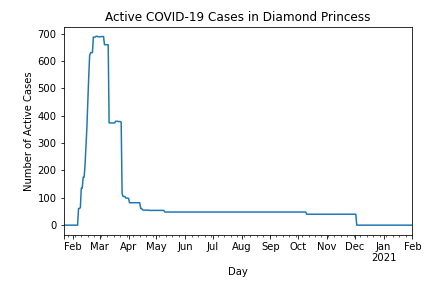 Active COVID-19 Cases in Diamond Princess
Number of Active Cases
700
600
500
400
300
200
100
0
Feb Mar Apr May Jun Jul Aug Sep Oct Nov Dec Jan Feb
2021
Day